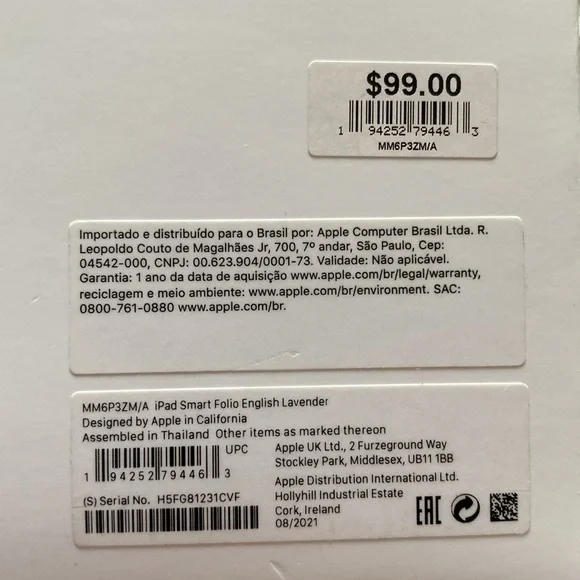 $99.00
1 94252 79446 3
MM6P3ZM/A
Importado e distribuído para o Brasil por: Apple Computer Brasil Ltda. R.
Leopoldo Couto de Magalhães Jr, 700, 7º andar, São Paulo, Cep:
04542-000, CNPJ: 00.623.904/0001-73. Validade: Não aplicável.
Garantia: 1 ano da data de aquisição www.apple.com/br/legal/warranty,
reciclagem e meio ambiente: www.apple.com/br/environment. SAC:
0800-761-0880 www.apple.com/br.
MM6P3ZM/A iPad Smart Folio English Lavender
Designed by Apple in California
Assembled in Thailand Other items as marked thereon
UPC
1 94252 79446 3
(S) Serial No. H5FG81231CVF
Apple UK Ltd., 2 Furzeground Way
Stockley Park, Middlesex, UB11 1BB
Apple Distribution International Ltd.
Hollyhill Industrial Estate
Cork, Ireland
08/2021
EAC